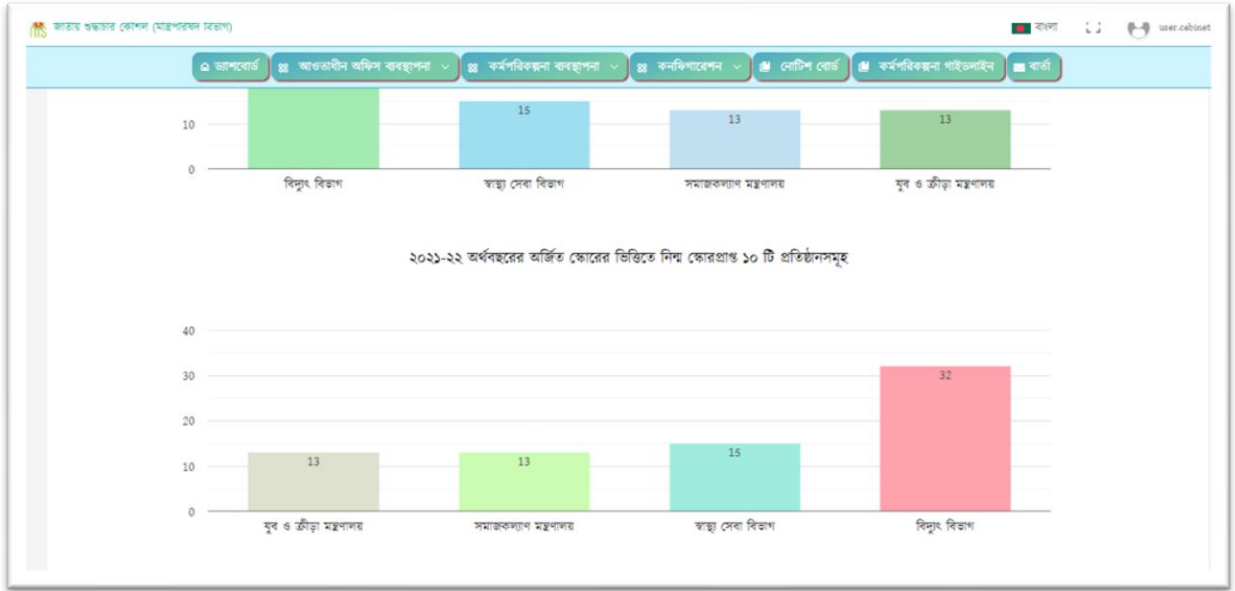 জাতীয় শুদ্ধাচার কৌশল (মন্ত্রিপরিষদ বিভাগ)
বাংলা
user.cabinet
ড্যাশবোর্ড
আওতাধীন অফিস ব্যবস্থাপনা
কর্মপরিকল্পনা ব্যবস্থাপনা
কনফিগারেশন
নোটিশ বোর্ড
কর্মপরিকল্পনা গাইডলাইন
বার্তা
15
13
13
10
0
বিদ্যুৎ বিভাগ
স্বাস্থ্য সেবা বিভাগ
সমাজকল্যাণ মন্ত্রণালয়
যুব ও ক্রীড়া মন্ত্রণালয়
২০২১-২২ অর্থবছরের অর্জিত স্কোরের ভিত্তিতে নিম্ন স্কোরপ্রাপ্ত ১০ টি প্রতিষ্ঠানসমূহ
40
30
20
10
0
13
13
15
32
যুব ও ক্রীড়া মন্ত্রণালয়
সমাজকল্যাণ মন্ত্রণালয়
স্বাস্থ্য সেবা বিভাগ
বিদ্যুৎ বিভাগ